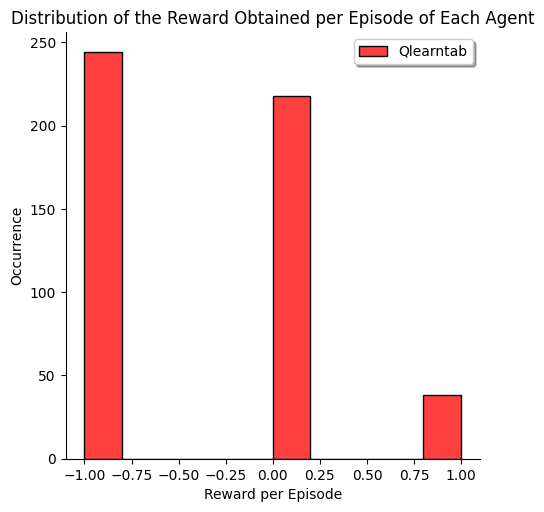 Distribution of the Reward Obtained per Episode of Each Agent
Qlearntab
Occurrence
250
200
150
100
50
0
−1.00 −0.75 −0.50 −0.25 0.00 0.25 0.50 0.75 1.00
Reward per Episode